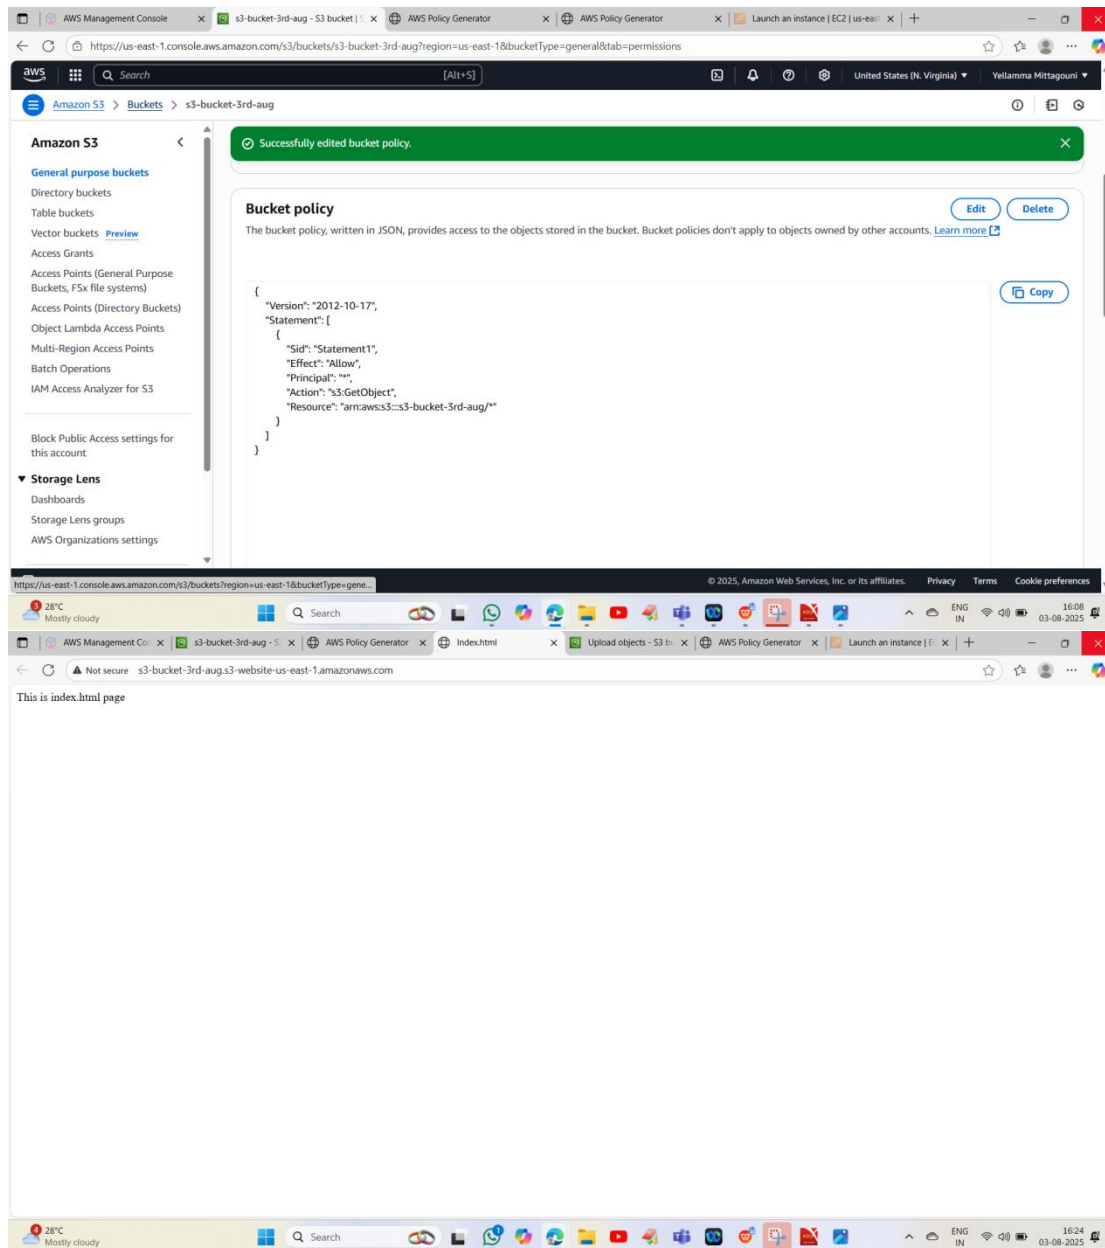 AWS Management Console
s3-bucket-3rd-aug - S3 bucket | S
AWS Policy Generator
AWS Policy Generator
Launch an instance | EC2 | us-eas
https://us-east-1.console.aws.amazon.com/s3/buckets/s3-bucket-3rd-aug?region=us-east-1&bucketType=general&tab=permissions
aws
Search
[Alt+S]
United States (N. Virginia)
Yellamma Mittagouni
Amazon S3 > Buckets > s3-bucket-3rd-aug
Amazon S3
General purpose buckets
Directory buckets
Table buckets
Vector buckets Preview
Access Grants
Access Points (General Purpose
Buckets, FSx file systems)
Access Points (Directory Buckets)
Object Lambda Access Points
Multi-Region Access Points
Batch Operations
IAM Access Analyzer for S3
Block Public Access settings for
this account
Storage Lens
Dashboards
Storage Lens groups
AWS Organizations settings
Successfully edited bucket policy.
Bucket policy
Edit
Delete
The bucket policy, written in JSON, provides access to the objects stored in the bucket. Bucket policies don't apply to objects owned by other accounts. Learn more
Copy
{
"Version": "2012-10-17",
"Statement": [
{
"Sid": "Statement1",
"Effect": "Allow",
"Principal": "*",
"Action": "s3:GetObject",
"Resource": "arn:aws:s3:::s3-bucket-3rd-aug/*"
}
]
}
https://us-east-1.console.aws.amazon.com/s3/buckets?region=us-east-1&bucketType=gene...
© 2025, Amazon Web Services, Inc. or its affiliates.
Privacy
Terms
Cookie preferences
3
28°C
Mostly cloudy
Search
ENG
IN
16:08
03-08-2025
AWS Management Con
s3-bucket-3rd-aug - S
AWS Policy Generator
Index.html
Upload objects - S3 bu
AWS Policy Generator
Launch an instance | E
Not secure
s3-bucket-3rd-aug.s3-website-us-east-1.amazonaws.com
This is index.html page
4
28°C
Mostly cloudy
Search
1
ENG
IN
16:24
03-08-2025